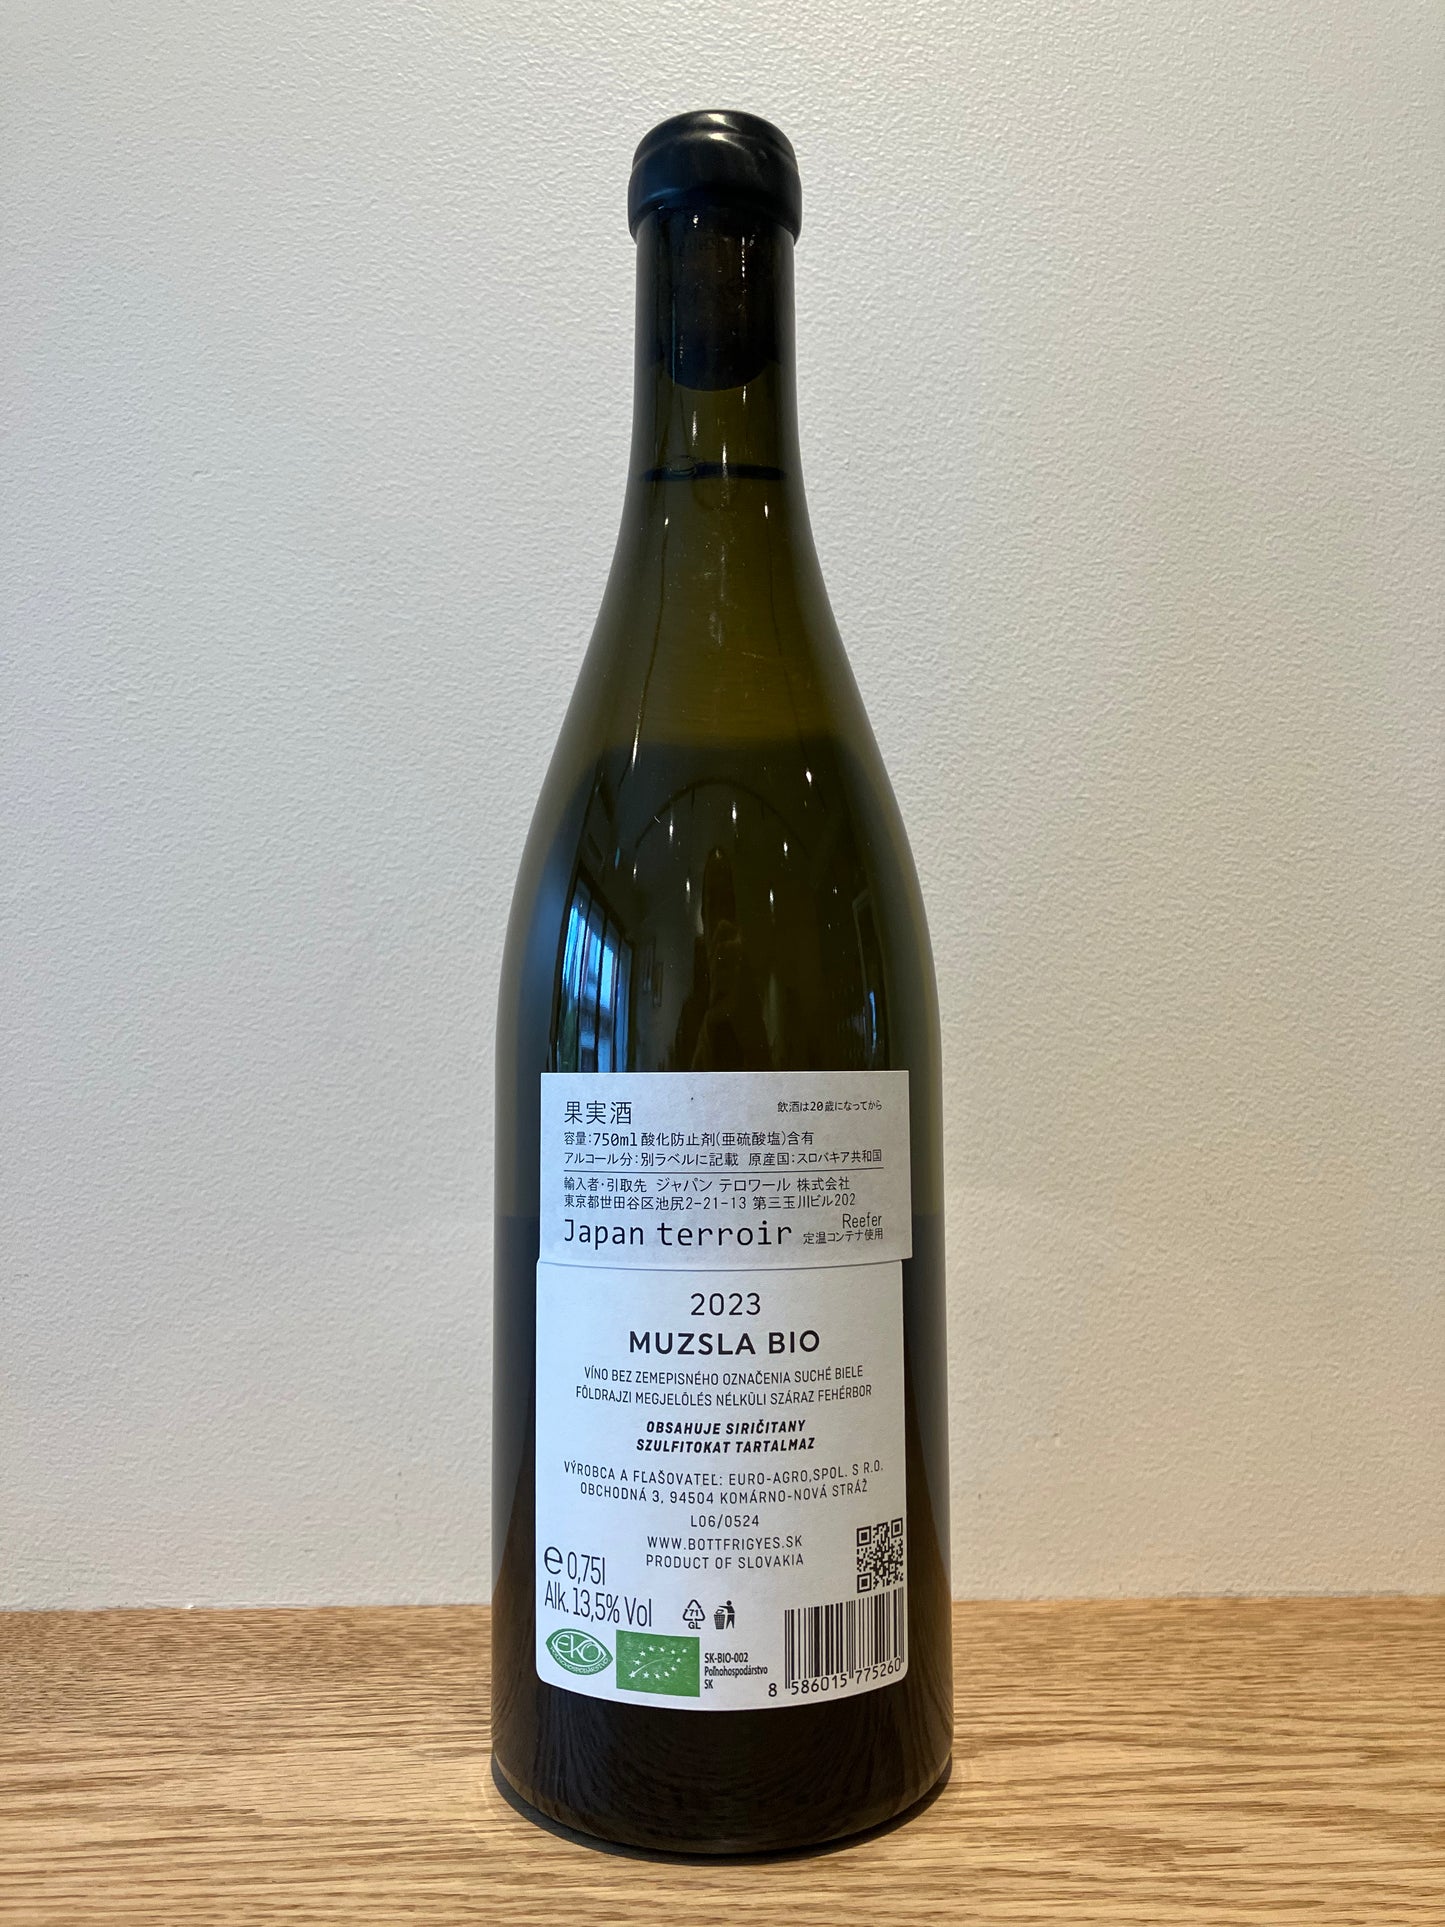 果実酒 飲酒は20歳になってから
容量:750ml 酸化防止剤(亜硫酸塩)含有
アルコール分:別ラベルに記載 原産国:スロバキア共和国
輸入者・引取先 ジャパン テロワール 株式会社
東京都世田谷区池尻2-21-13 第三玉川ビル202
Japan terroir Reefer
定温コンテナ使用
2023
MUZSLA BIO
VÍNO BEZ ZEMEPISNÉHO OZNAČENIA SUCHÉ BIELE
FÖLDRAJZI MEGJELÖLÉS NÉLKÜLI SZÁRAZ FEHÉRBOR
OBSAHUJE SIRIČITANY
SZULFITOKAT TARTALMAZ
VÝROBCA A FĽAŠOVATEĽ: EURO-AGRO,SPOL. S R.O.
OBCHODNÁ 3, 94504 KOMÁRNO-NOVÁ STRÁŽ
L06/0524
WWW.BOTTFRIGYES.SK
PRODUCT OF SLOVAKIA
e 0,75l
Alk. 13,5% Vol
71
GL
EKO
SK-BIO-002
Poľnohospodárstvo
SK
8 586015 775260